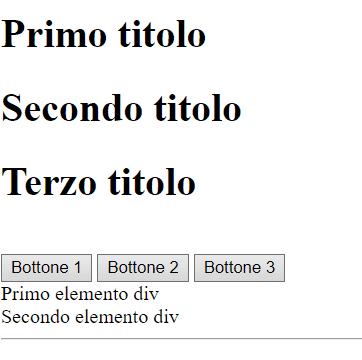 Primo titolo
Secondo titolo
Terzo titolo
Bottone 1 Bottone 2 Bottone 3
Primo elemento div
Secondo elemento div